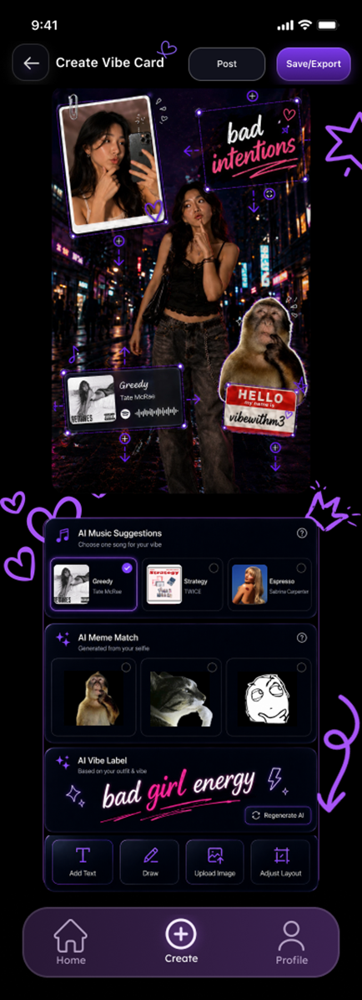 9:41
Create Vibe Card
Post
Save/Export
bad
intentions
Greedy
Tate McRae
HELLO
my name is
vibewithm3
AI Music Suggestions
Choose one song for your vibe
?
Greedy
Tate McRae
Strategy
Strategy
TWICE
Espresso
Sabrina Carpenter
AI Meme Match
Generated from your selfie
?
AI Vibe Label
Based on your outfit & vibe
bad girl energy
Regenerate AI
Add Text
Draw
Upload Image
Adjust Layout
Home
Create
Profile